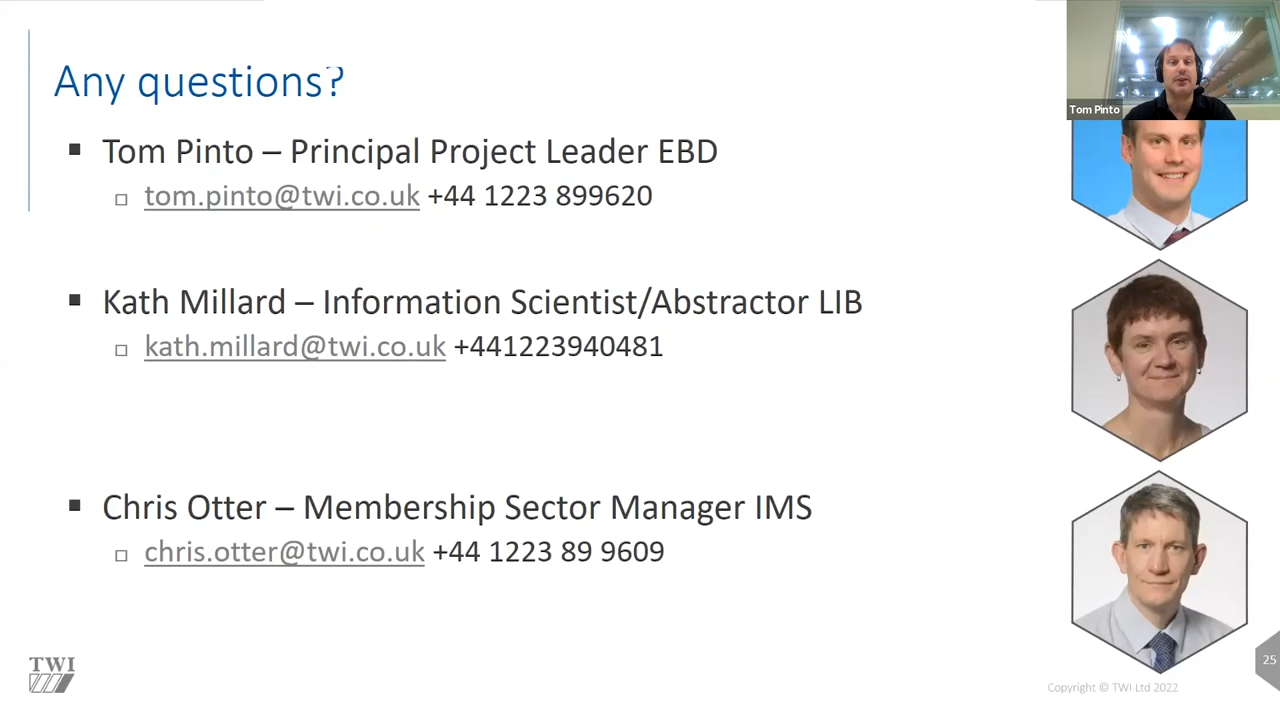 Any questions?
Tom Pinto
▪ Tom Pinto – Principal Project Leader EBD
▫ tom.pinto@twi.co.uk +44 1223 899620
▪ Kath Millard – Information Scientist/Abstractor LIB
▫ kath.millard@twi.co.uk +441223940481
▪ Chris Otter – Membership Sector Manager IMS
▫ chris.otter@twi.co.uk +44 1223 89 9609
TWI
25
Copyright © TWI Ltd 2022